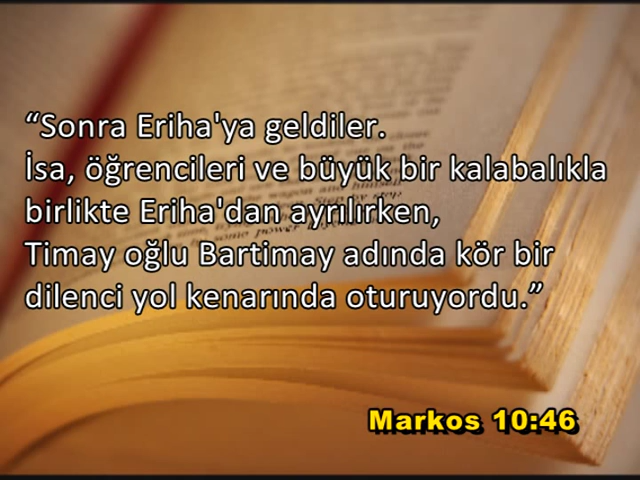 “Sonra Eriha'ya geldiler.
İsa, öğrencileri ve büyük bir kalabalıkla
birlikte Eriha'dan ayrılırken,
Timay oğlu Bartimay adında kör bir
dilenci yol kenarında oturuyordu.”
Markos 10:46